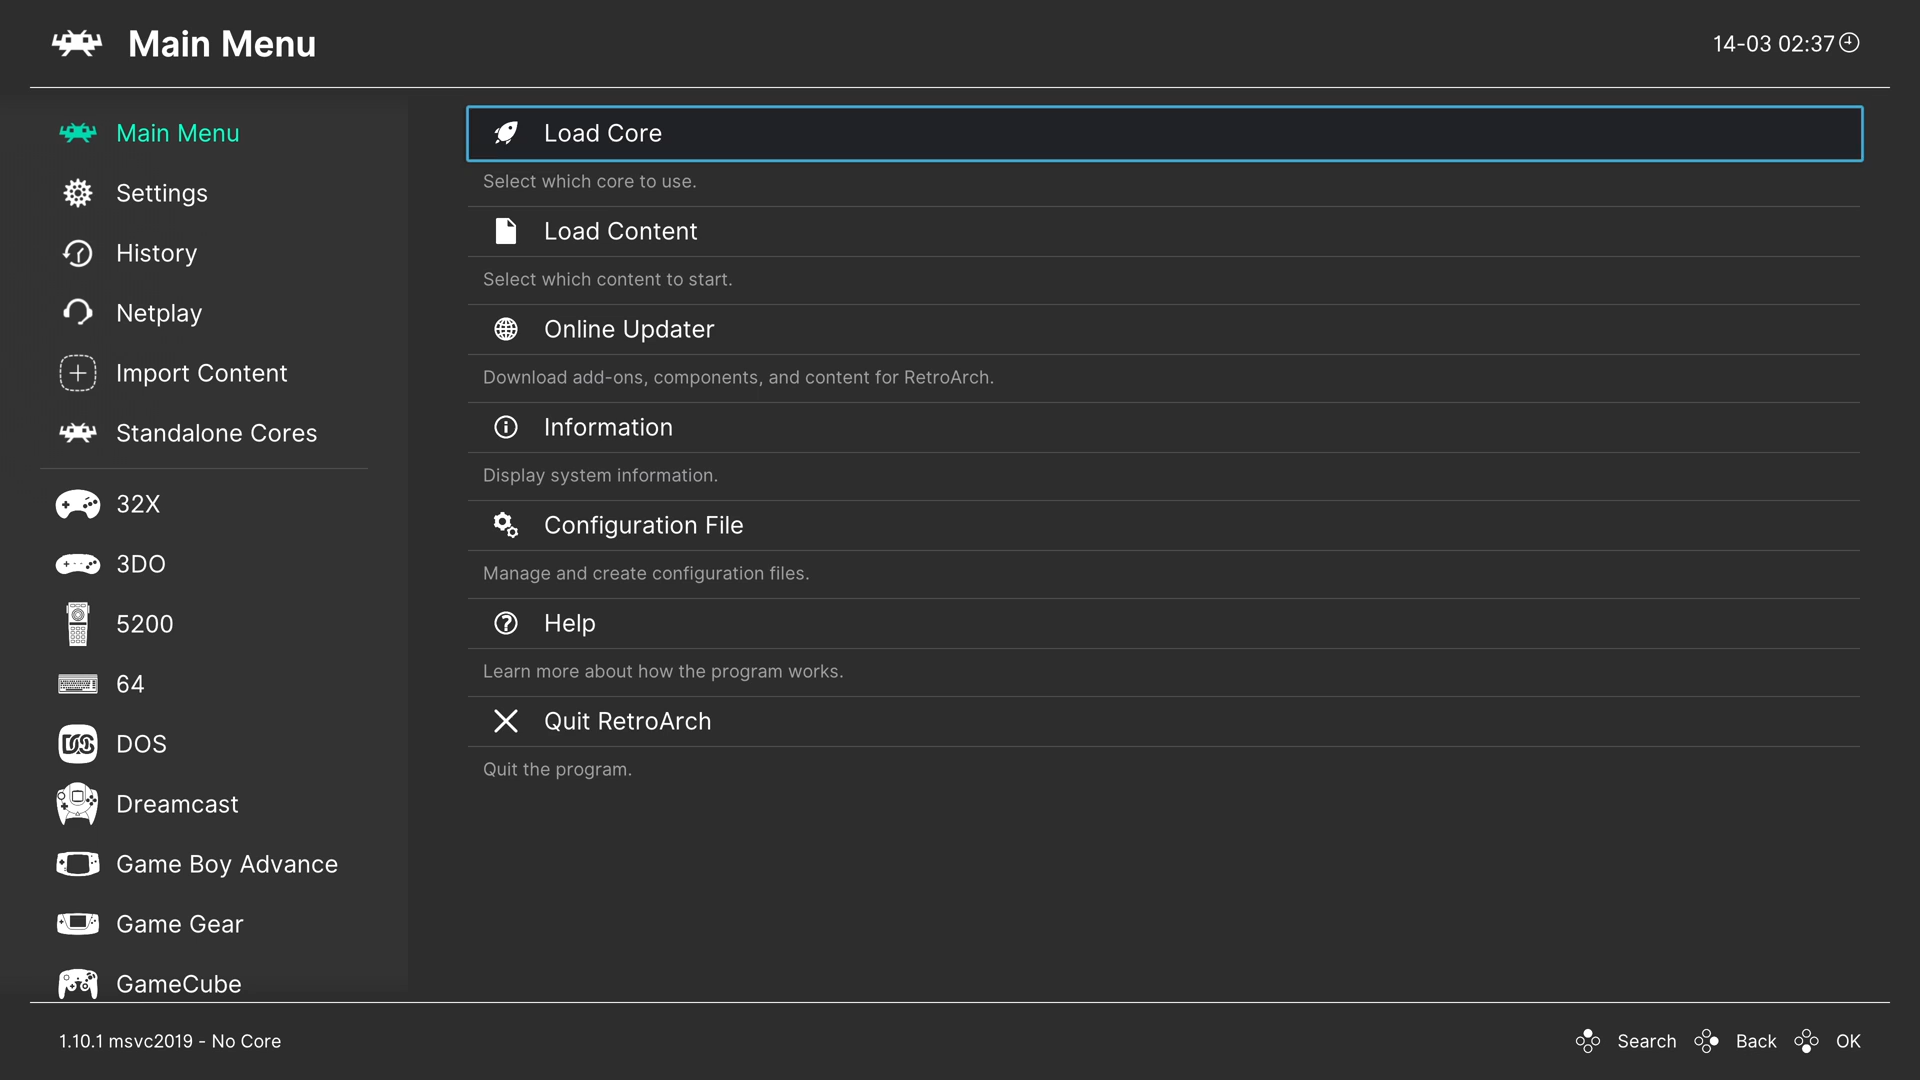 Main Menu
14-03 02:37
Main Menu
Settings
History
Netplay
Import Content
Standalone Cores
32X
3DO
5200
64
DOS
Dreamcast
Game Boy Advance
Game Gear
GameCube
Load Core
Select which core to use.
Load Content
Select which content to start.
Online Updater
Download add-ons, components, and content for RetroArch.
Information
Display system information.
Configuration File
Manage and create configuration files.
Help
Learn more about how the program works.
Quit RetroArch
Quit the program.
1.10.1 msvc2019 - No Core
Search Back OK